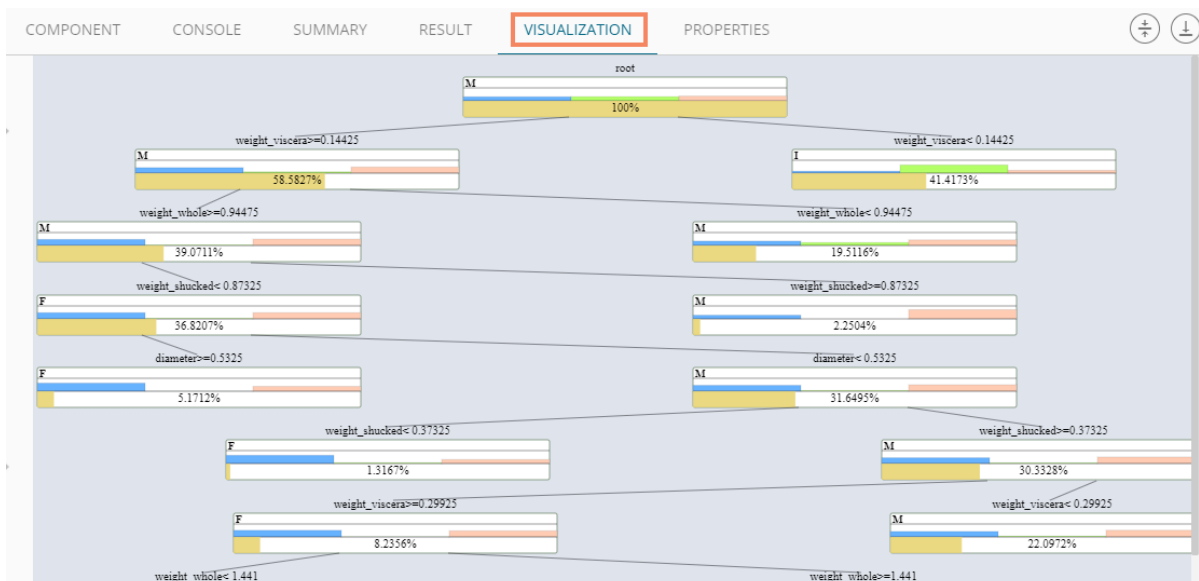 COMPONENT CONSOLE SUMMARY RESULT VISUALIZATION PROPERTIES
root
M
100%
weight_viscera>=0.14425 weight_viscera< 0.14425
M I
58.5827% 41.4173%
weight_whole>=0.94475 weight_whole< 0.94475
M M
39.0711% 19.5116%
weight_shucked< 0.87325 weight_shucked>=0.87325
F M
36.8207% 2.2504%
diameter>=0.5325 diameter< 0.5325
F M
5.1712% 31.6495%
weight_shucked< 0.37325 weight_shucked>=0.37325
F M
1.3167% 30.3328%
weight_viscera>=0.29925 weight_viscera< 0.29925
F M
8.2356% 22.0972%
weight_whole< 1.441 weight_whole>=1.441